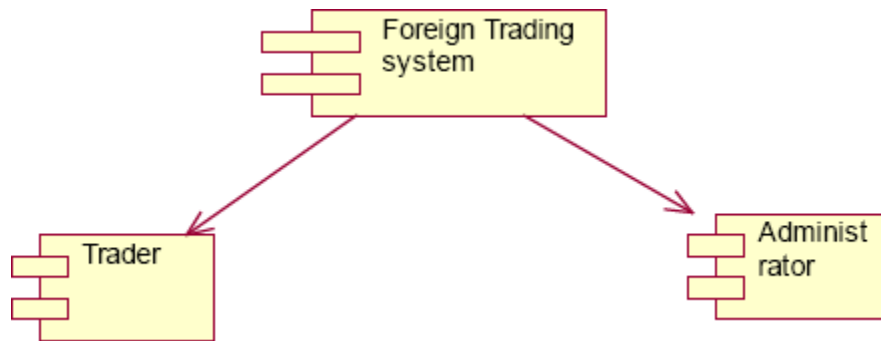 Foreign Trading
system
Trader
Administ
rator